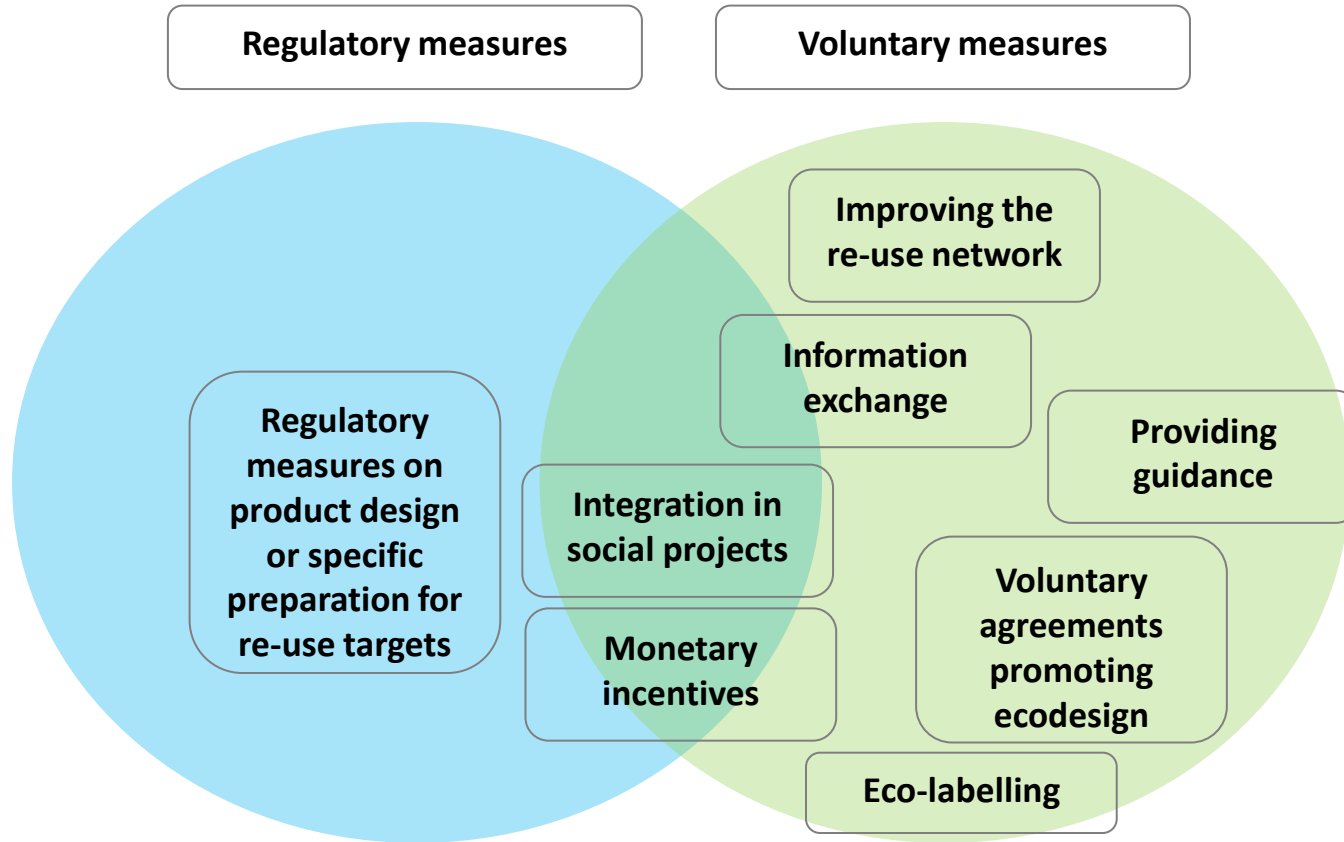 Regulatory measures
Voluntary measures
Improving the
re-use network
Information
exchange
Providing
guidance
Regulatory
measures on
product design
or specific
preparation for
re-use targets
Integration in
social projects
Monetary
incentives
Voluntary
agreements
promoting
ecodesign
Eco-labelling